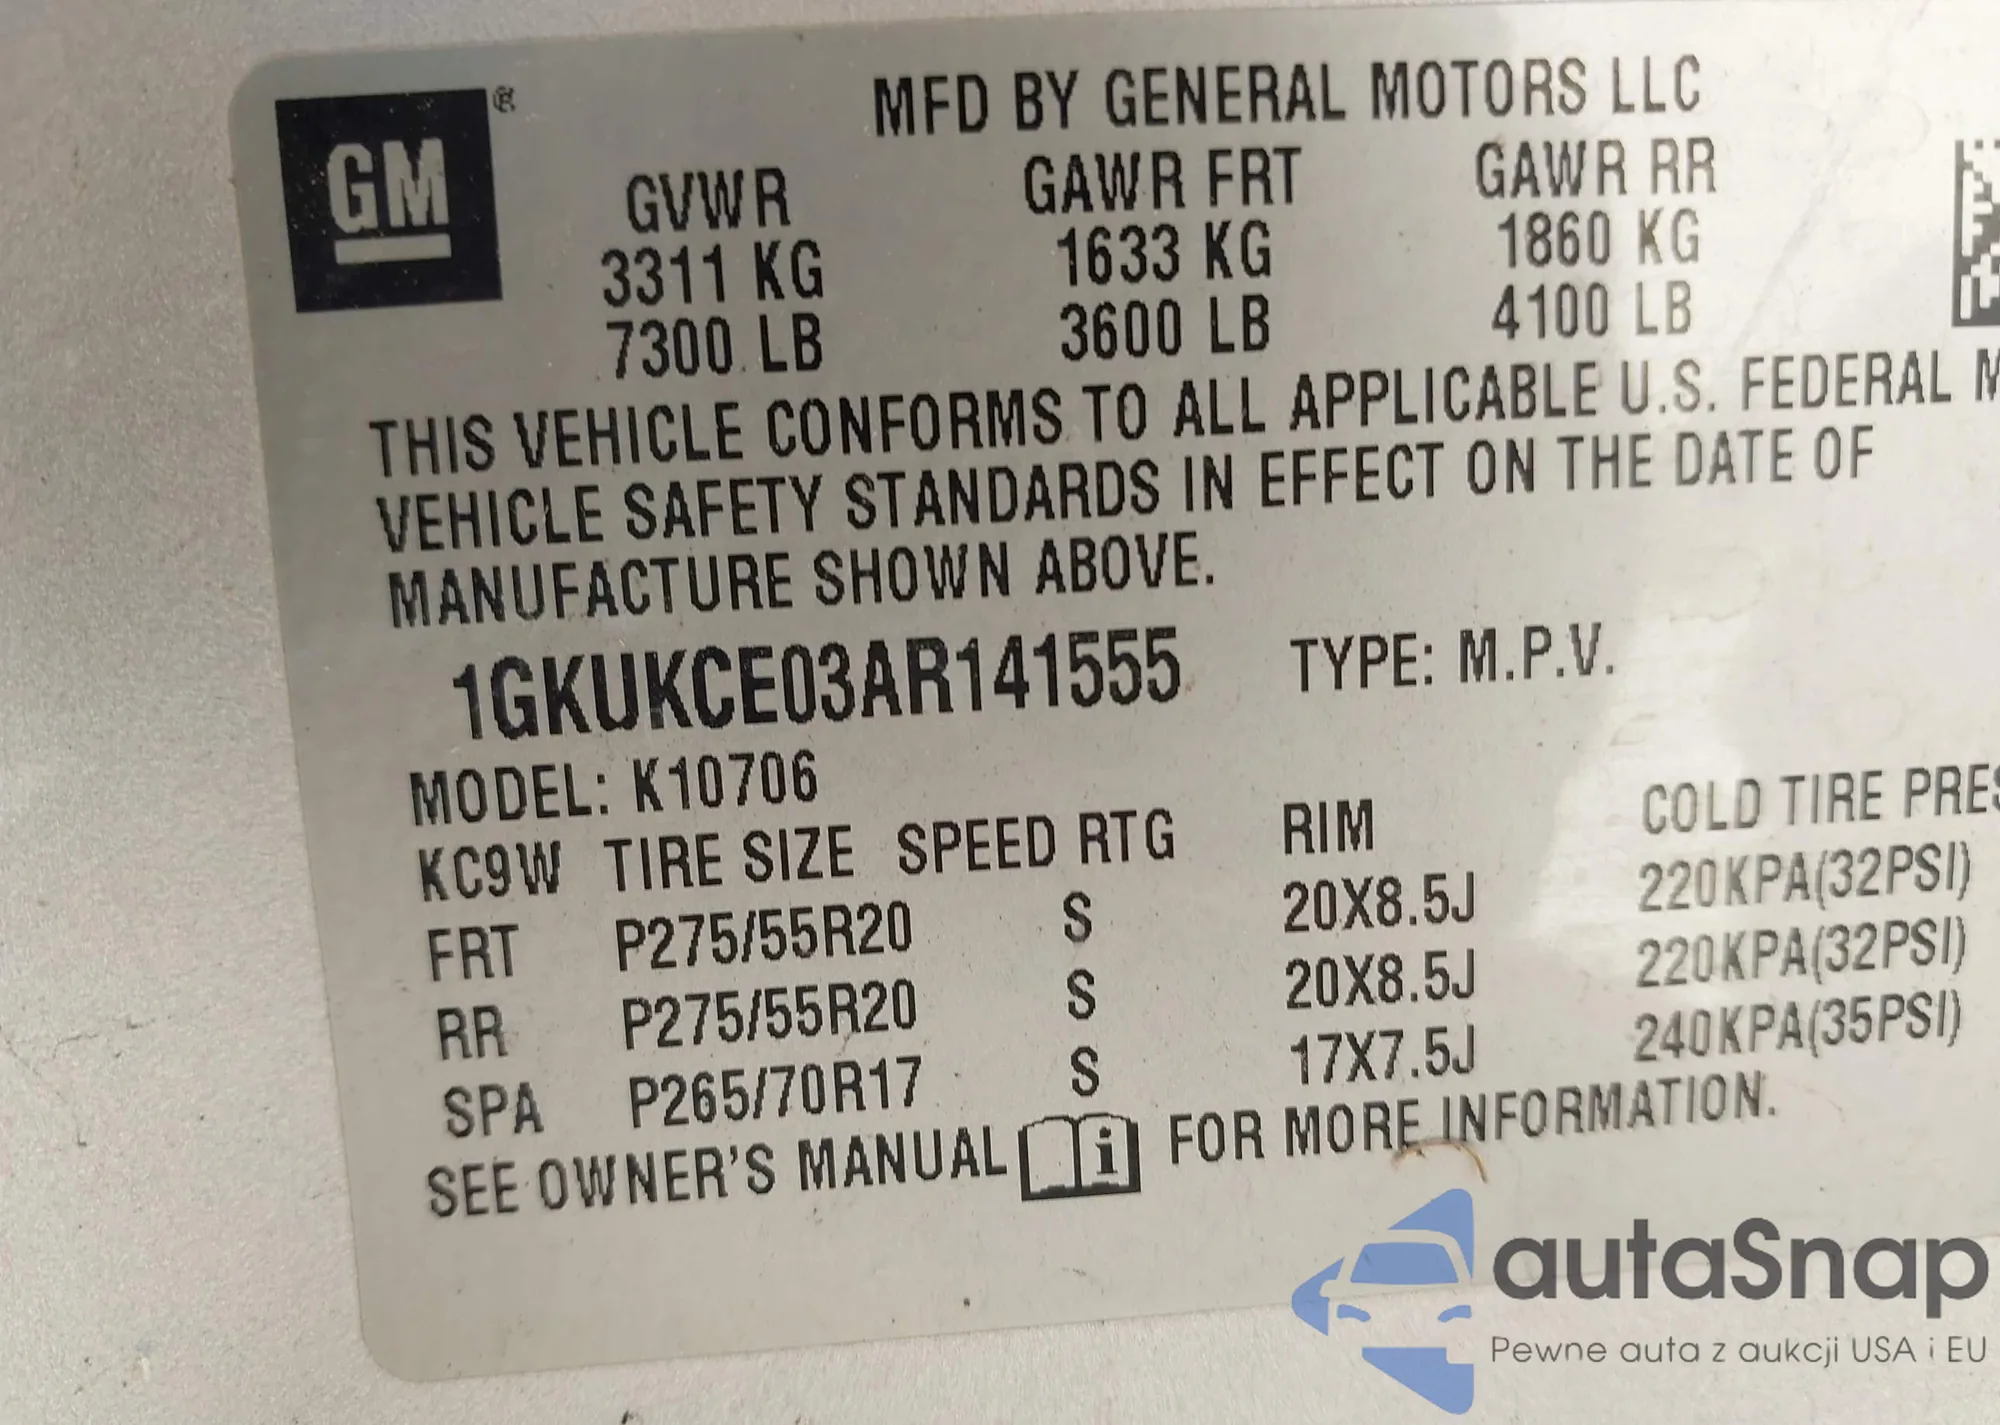 GM®
MFD BY GENERAL MOTORS LLC
GVWR GAWR FRT GAWR RR
3311 KG 1633 KG 1860 KG
7300 LB 3600 LB 4100 LB
THIS VEHICLE CONFORMS TO ALL APPLICABLE U.S. FEDERAL M
VEHICLE SAFETY STANDARDS IN EFFECT ON THE DATE OF
MANUFACTURE SHOWN ABOVE.
1GKUKCE03AR141555 TYPE: M.P.V.
MODEL: K10706
KC9W TIRE SIZE SPEED RTG RIM COLD TIRE PRES
FRT P275/55R20 S 20X8.5J 220KPA(32PSI)
RR P275/55R20 S 20X8.5J 220KPA(32PSI)
SPA P265/70R17 S 17X7.5J 240KPA(35PSI)
SEE OWNER'S MANUAL i FOR MORE INFORMATION.
autaSnap
Pewne auta z aukcji USA i EU